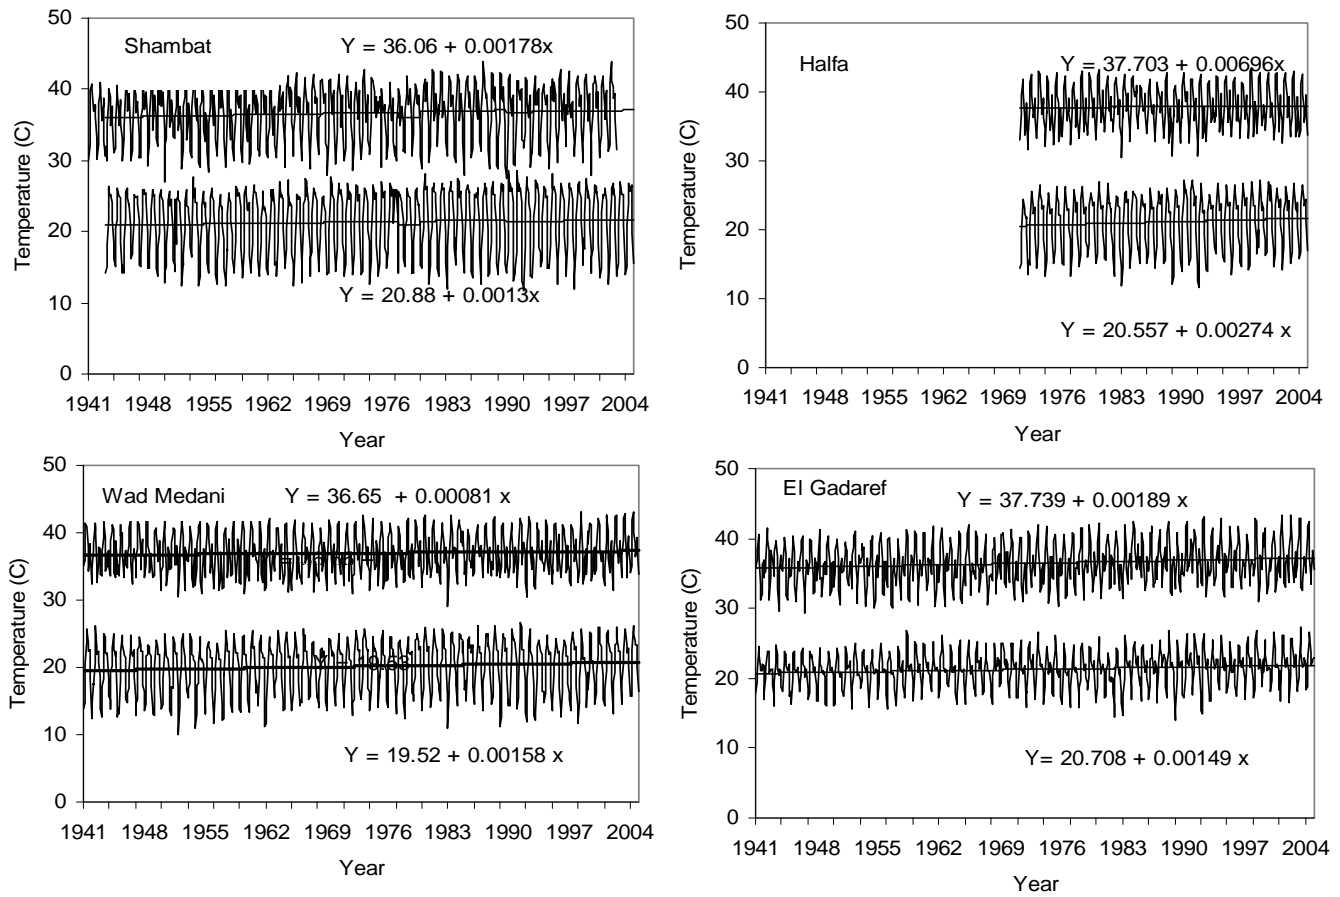 50
Shambat
Y = 36.06 + 0.00178x
40
30
20
10
0
Temperature (C)
Y = 20.88 + 0.0013x
1941 1948 1955 1962 1969 1976 1983 1990 1997 2004
Year
50
Halfa
Y = 37.703 + 0.00696x
40
30
20
10
0
Temperature (C)
Y = 20.557 + 0.00274 x
1941 1948 1955 1962 1969 1976 1983 1990 1997 2004
Year
50
Wad Medani
Y = 36.65 + 0.00081 x
40
30
20
10
0
Temperature (C)
Y = 19.52 + 0.00158 x
1941 1948 1955 1962 1969 1976 1983 1990 1997 2004
Year
50
El Gadaref
Y = 37.739 + 0.00189 x
40
30
20
10
0
Temperature (C)
Y= 20.708 + 0.00149 x
1941 1948 1955 1962 1969 1976 1983 1990 1997 2004
Year